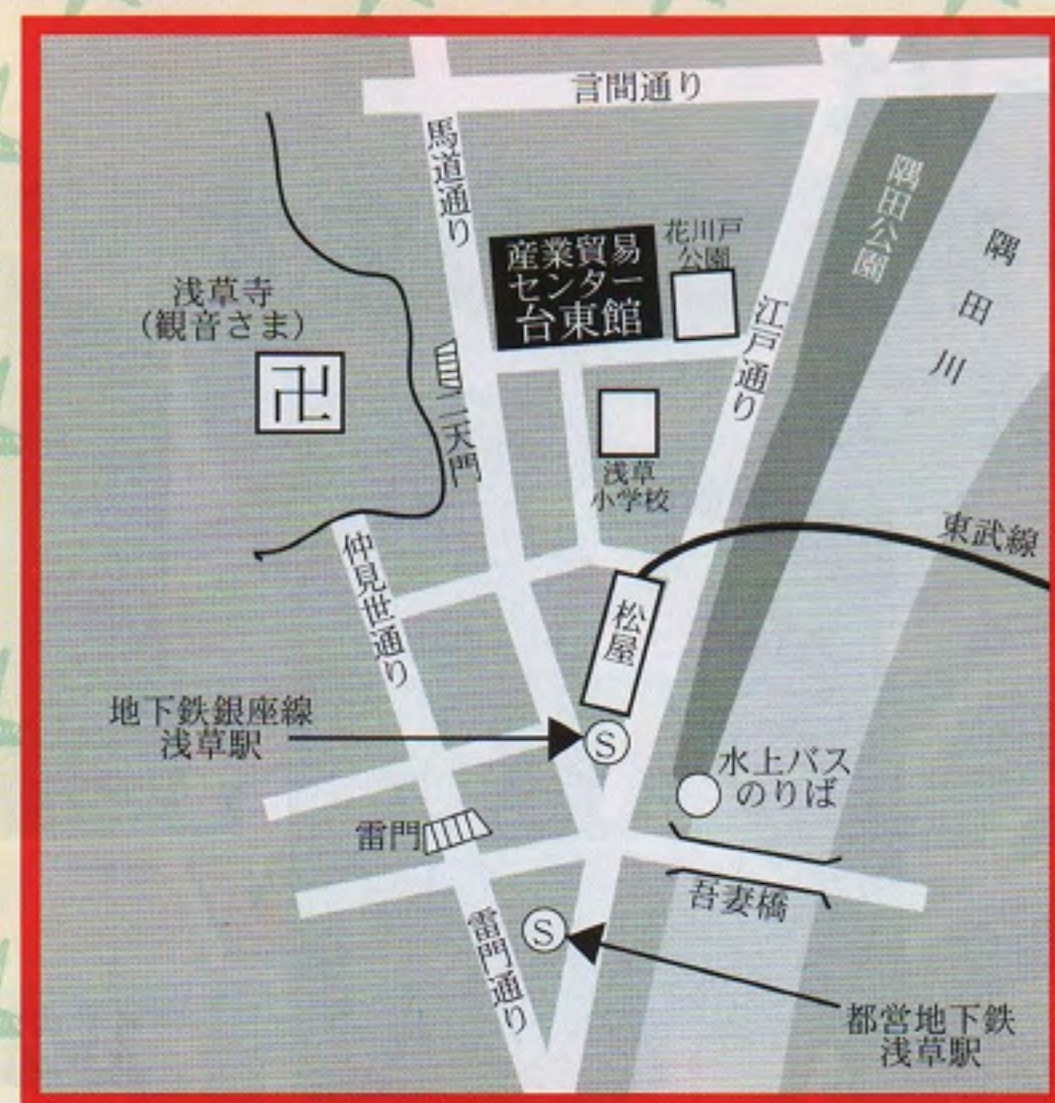 言間通り
馬道通り
隅田公園
隅田川
産業貿易
センター
台東館
花川戸
公園
浅草寺
（観音さま）
卍
二天門
江戸通り
浅草
小学校
東武線
仲見世通り
松屋
地下鉄銀座線
浅草駅
S
水上バス
のりば
雷門
吾妻橋
雷門通り
S
都営地下鉄
浅草駅